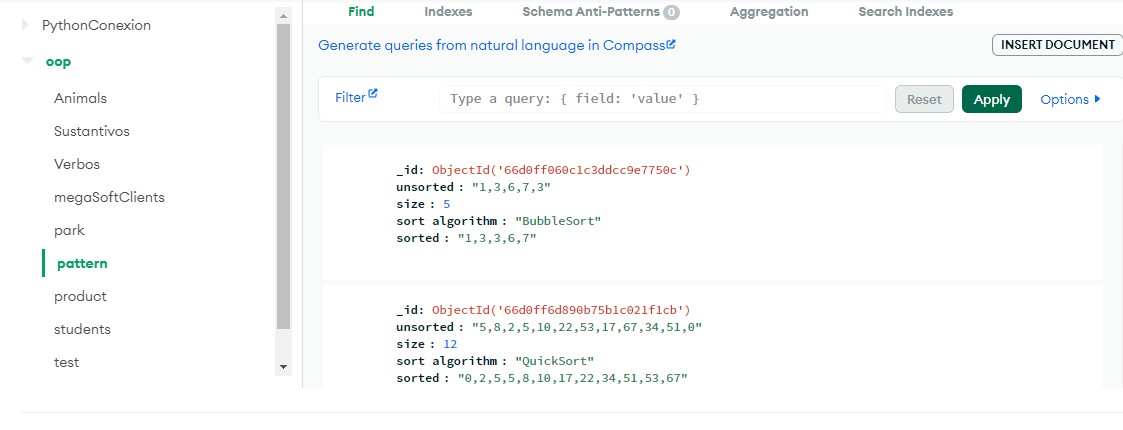 PythonConexion
oop
Animals
Sustantivos
Verbos
megaSoftClients
park
pattern
product
students
test
Find Indexes Schema Anti-Patterns 0 Aggregation Search Indexes
Generate queries from natural language in Compass
INSERT DOCUMENT
Filter
Type a query: { field: 'value' }
Reset
Apply
Options
_id: ObjectId('66d0ff060c1c3ddcc9e7750c')
unsorted : "1,3,6,7,3"
size : 5
sort algorithm : "BubbleSort"
sorted : "1,3,3,6,7"
_id: ObjectId('66d0ff6d890b75b1c021f1cb')
unsorted : "5,8,2,5,10,22,53,17,67,34,51,0"
size : 12
sort algorithm : "QuickSort"
sorted : "0,2,5,5,8,10,17,22,34,51,53,67"